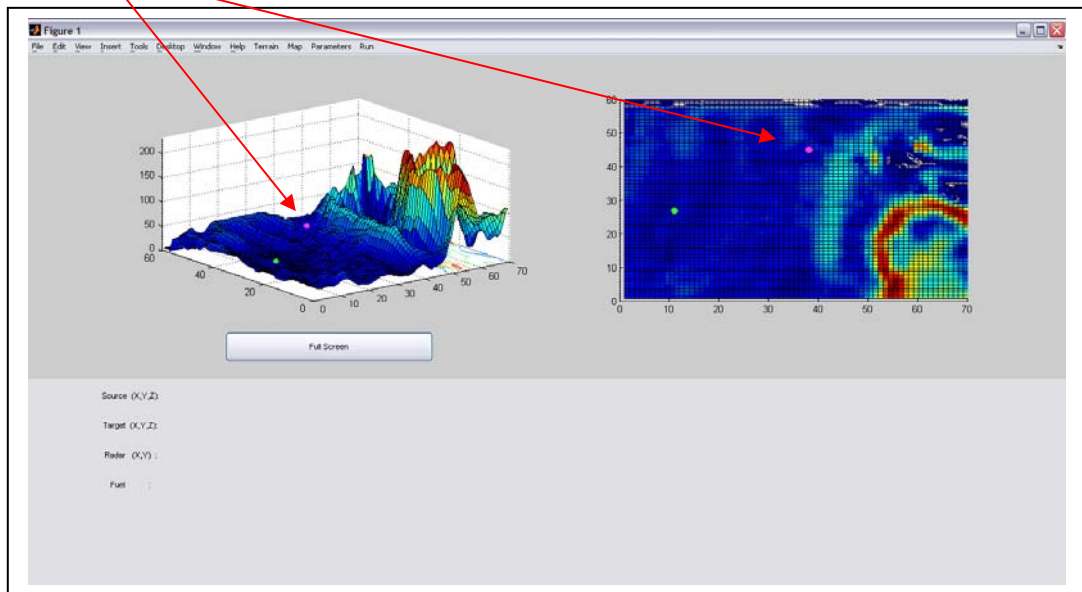 Figure 1
File Edit View Insert Tools Desktop Window Help Terrain Map Parameters Run
200
150
100
50
0
60
40
20
0
0 10 20 30 40 50 60 70
60
50
40
30
20
10
0
0 10 20 30 40 50 60 70
Full Screen
Source (X,Y,Z):
Target (X,Y,Z):
Radar (X,Y) :
Fuel :